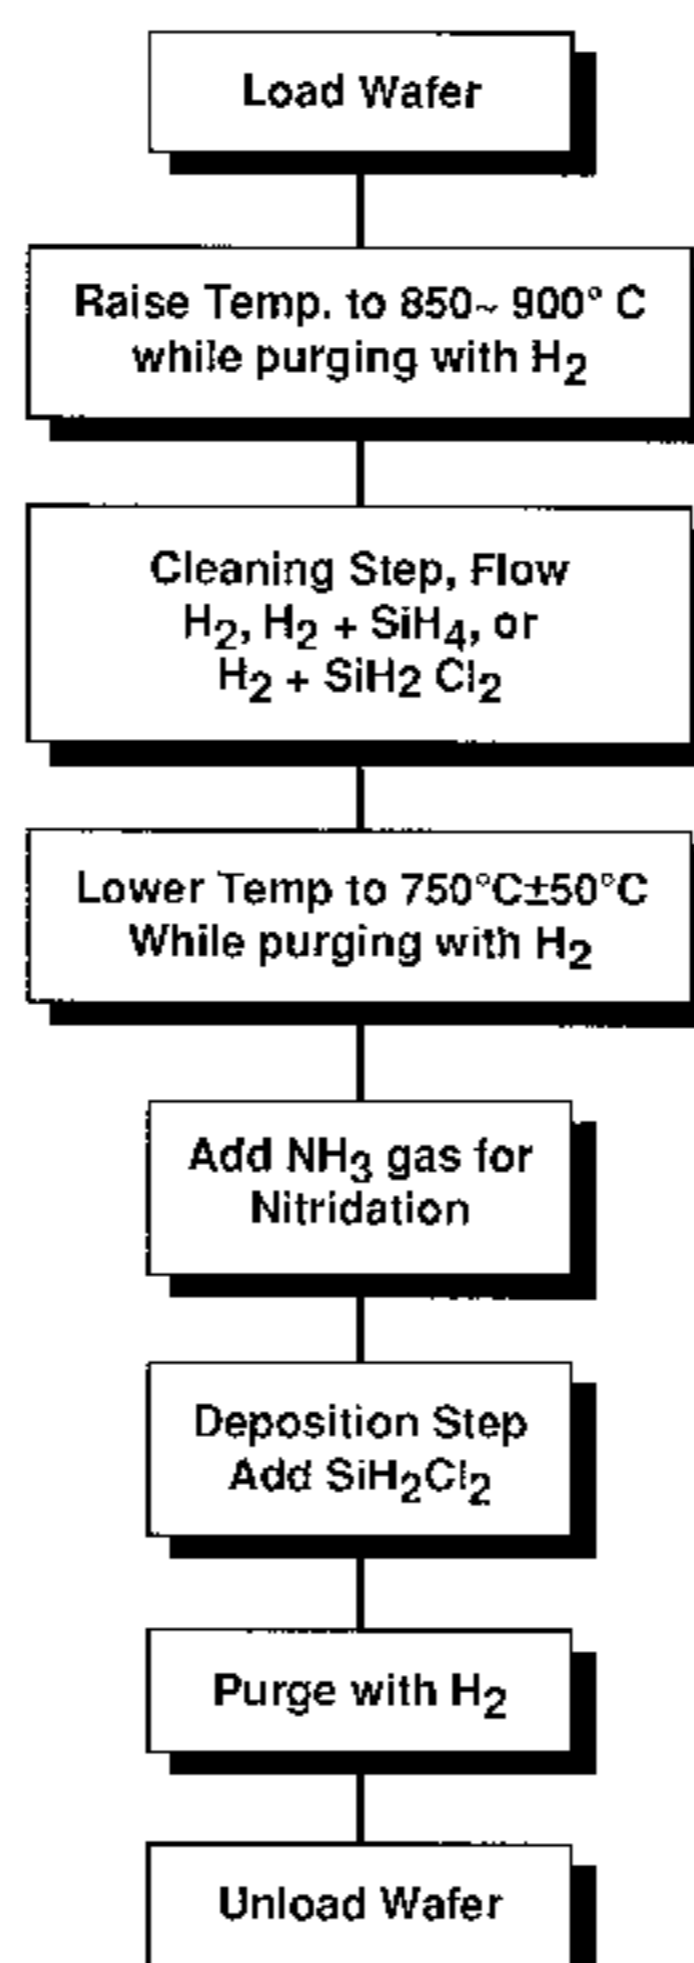 Load Wafer
Raise Temp. to 850~ 900° C
while purging with H₂
Cleaning Step, Flow
H₂, H₂ + SiH₄, or
H₂ + SiH2 Cl₂
Lower Temp to 750°C±50°C
While purging with H₂
Add NH₃ gas for
Nitridation
Deposition Step
Add SiH₂Cl₂
Purge with H₂
Unload Wafer